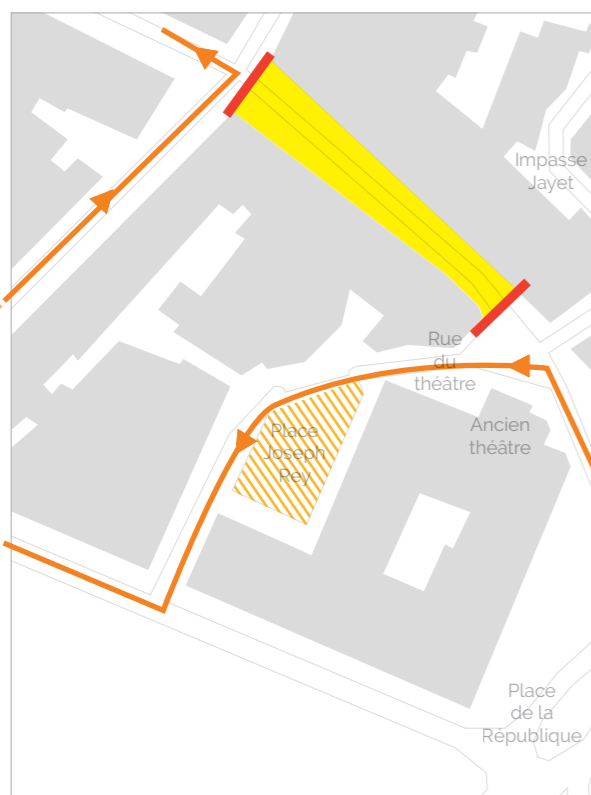 Impasse
Jayet
Rue
du
théâtre
Ancien
théâtre
Place
Joseph
Rey
Place
de la
République